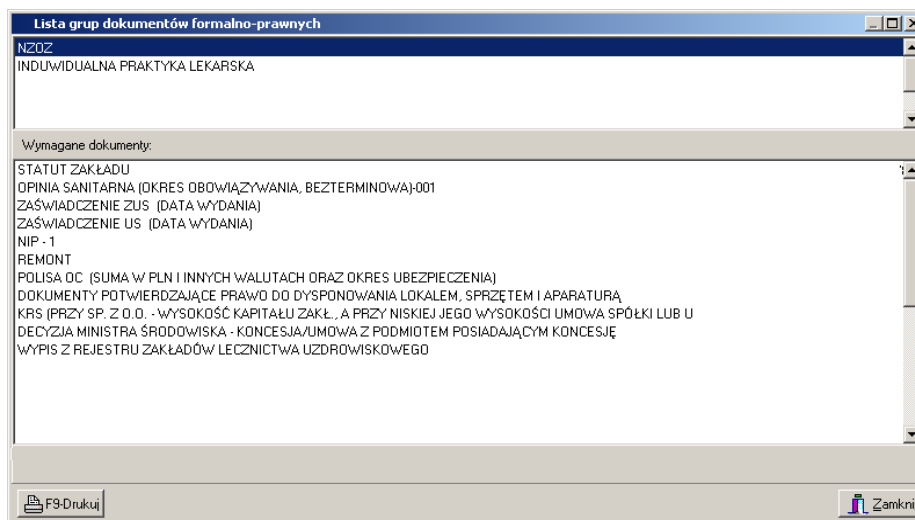 Lista grup dokumentów formalno-prawnych
NZOZ
INDUWIDUALNA PRAKTYKA LEKARSKA
Wymagane dokumenty:
STATUT ZAKŁADU
OPINIA SANITARNA (OKRES OBOWIĄZYWANIA, BEZTERMINOWA)-001
ZAŚWIADCZENIE ZUS (DATA WYDANIA)
ZAŚWIADCZENIE US (DATA WYDANIA)
NIP - 1
REMONT
POLISA OC (SUMA W PLN I INNYCH WALUTACH ORAZ OKRES UBEZPIECZENIA)
DOKUMENTY POTWIERDZAJĄCE PRAWO DO DYSPONOWANIA LOKALEM, SPRZĘTEM I APARATURĄ
KRS (PRZY SP. Z O.O. - WYSOKOŚĆ KAPITAŁU ZAKŁ., A PRZY NISKIEJ JEGO WYSOKOŚCI UMOWA SPÓŁKI LUB U
DECYZJA MINISTRA ŚRODOWISKA - KONCESJA/UMOWA Z PODMIOTEM POSIADAJĄCYM KONCESJĘ
WYPIS Z REJESTRU ZAKŁADÓW LECZNICTWA UZDROWISKOWEGO
F9-Drukuj
Zamkni